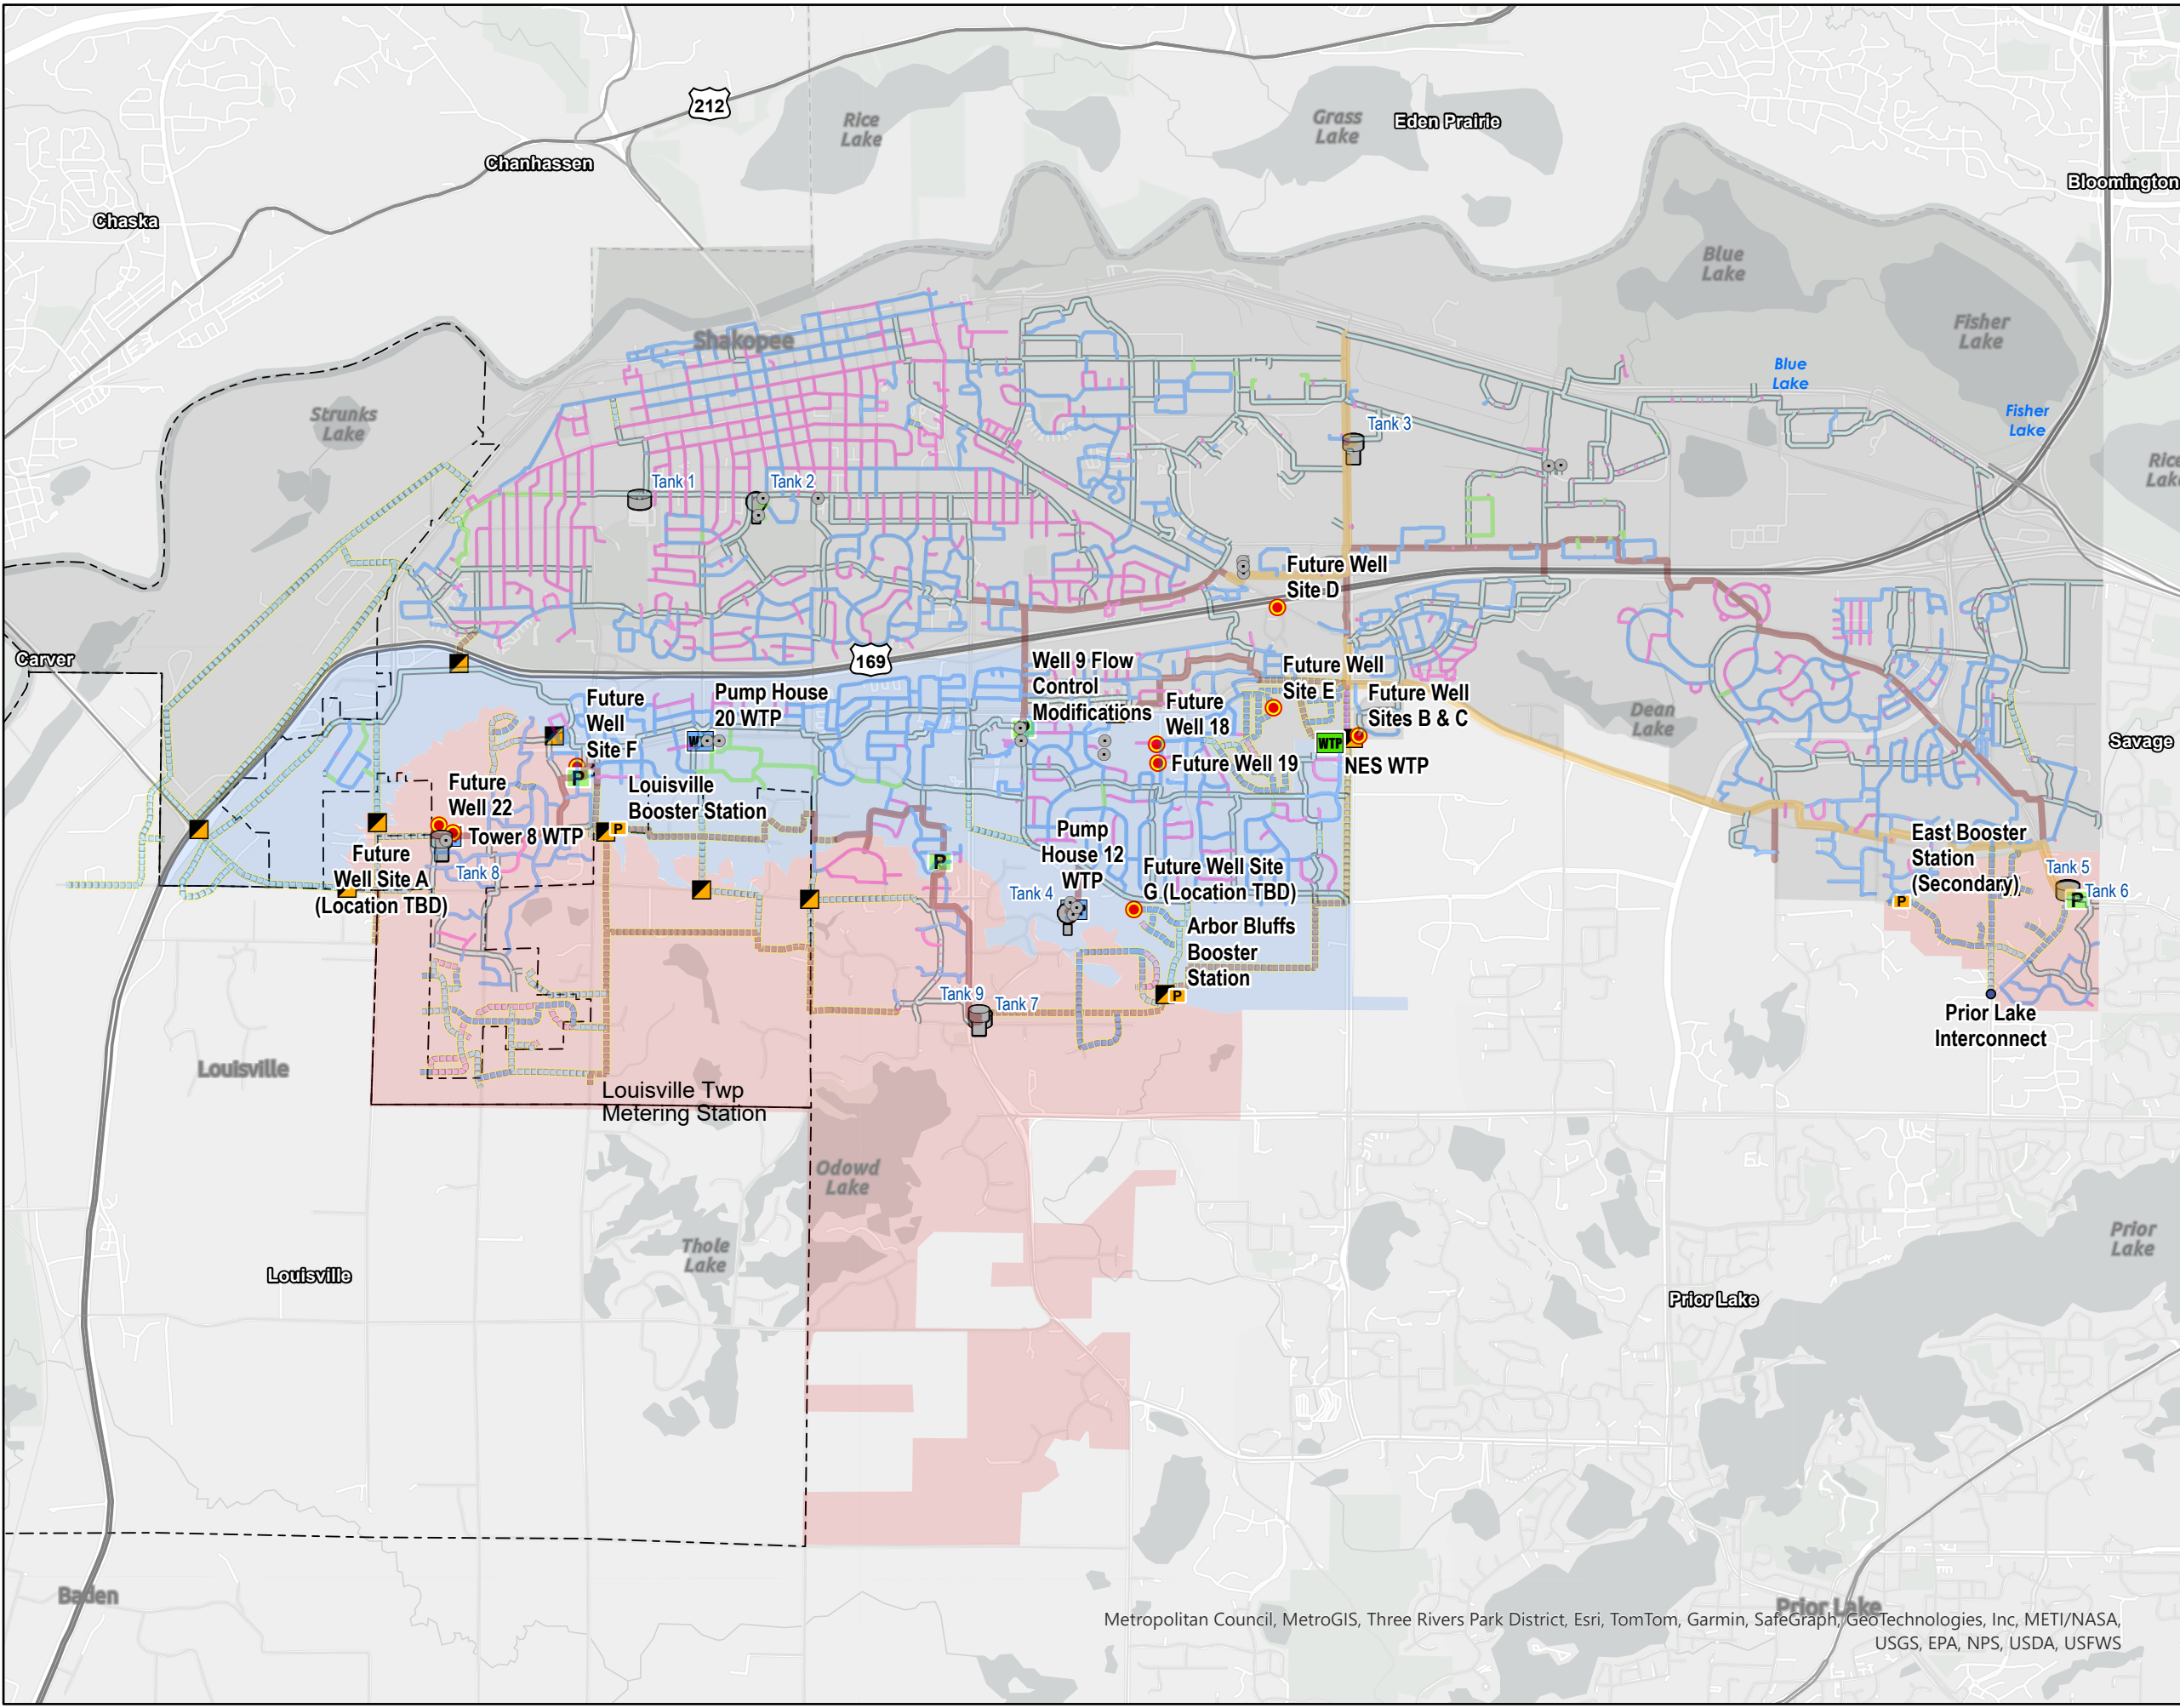 212
Rice
Lake
Grass
Lake
Eden Prairie
Chanhassen
Bloomington
Chaska
Blue
Lake
Fisher
Lake
Shakopee
Blue
Lake
Strunks
Lake
Fisher
Lake
Tank 3
Rice
Tank 1
Tank 2
Future Well
Site D
Carver
169
Well 9 Flow
Control
Modifications
Future Well
Site E
Future
Well
Site F
Pump House
20 WTP
Future
Well 18
Future Well
Sites B & C
Dean
Lake
Savage
WTP
NES WTP
Future Well 19
P
Future
Well 22
Louisville
Booster Station
P
Tower 8 WTP
Pump
House 12
WTP
East Booster
Station
(Secondary)
Future
Well Site A
(Location TBD)
Tank 8
P
Future Well Site
G (Location TBD)
Tank 5
Tank 6
Tank 4
P
P
Arbor Bluffs
Booster
Station
P
Tank 9
Tank 7
Prior Lake
Interconnect
Louisville
Louisville Twp
Metering Station
Odowd
Lake
Thole
Lake
Prior
Lake
Louisville
Prior Lake
Baden
Prior Lake
Metropolitan Council, MetroGIS, Three Rivers Park District, Esri, TomTom, Garmin, SafeGraph, GeoTechnologies, Inc, METI/NASA,
USGS, EPA, NPS, USDA, USFWS